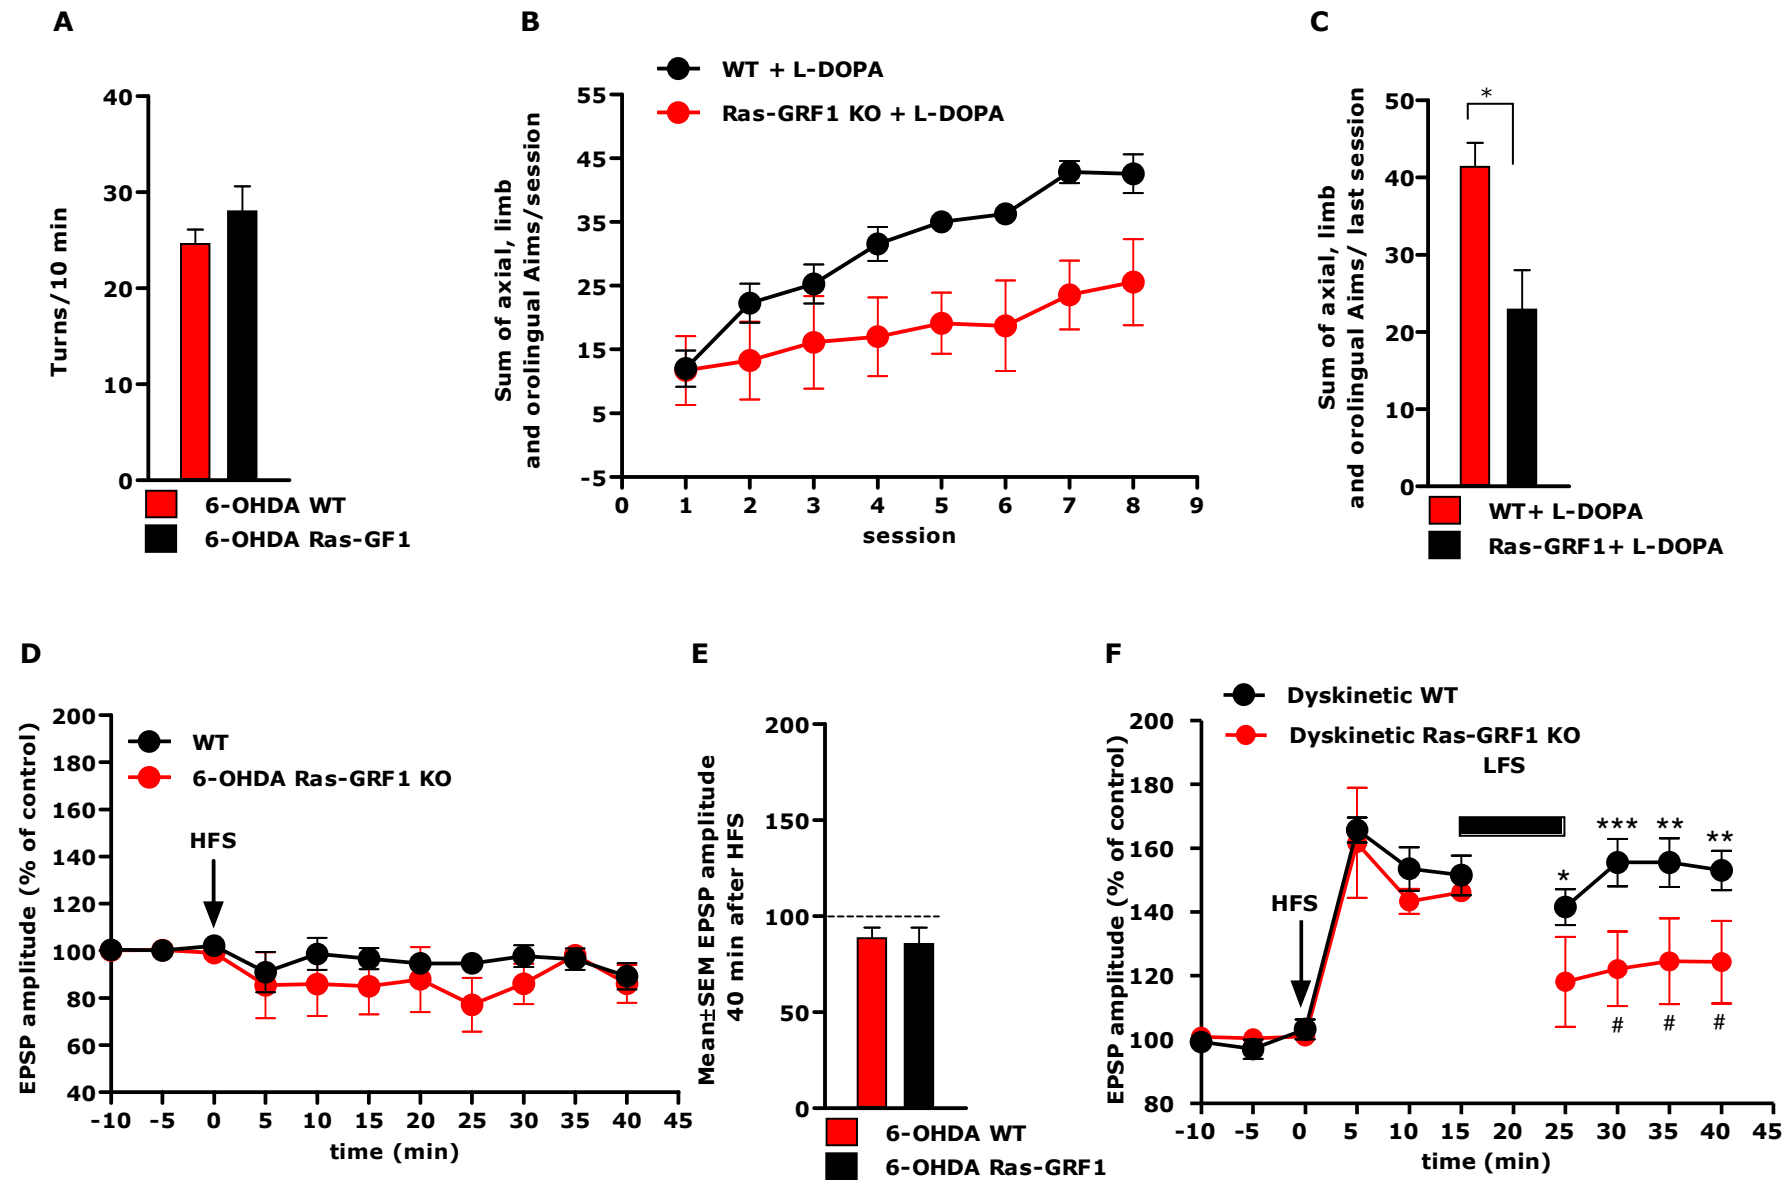 A
B
C
40
30
20
10
0
Turns/10 min
6-OHDA WT
6-OHDA Ras-GF1
WT + L-DOPA
Ras-GRF1 KO + L-DOPA
55
45
35
25
15
5
-5
Sum of axial, limb
and orolingual Aims/session
0 1 2 3 4 5 6 7 8 9
session
50
40
30
20
10
0
*
Sum of axial, limb
and orolingual Aims/ last session
WT+ L-DOPA
Ras-GRF1+ L-DOPA
D
E
F
200
180
160
140
120
100
80
60
40
EPSP amplitude (% of control)
WT
6-OHDA Ras-GRF1 KO
HFS
-10 -5 0 5 10 15 20 25 30 35 40 45
time (min)
200
150
100
50
0
Mean±SEM EPSP amplitude
40 min after HFS
6-OHDA WT
6-OHDA Ras-GRF1
Dyskinetic WT
Dyskinetic Ras-GRF1 KO
LFS
200
180
160
140
120
100
80
EPSP amplitude (% of control)
HFS
* *** ** **
# # #
-10 -5 0 5 10 15 20 25 30 35 40 45
time (min)